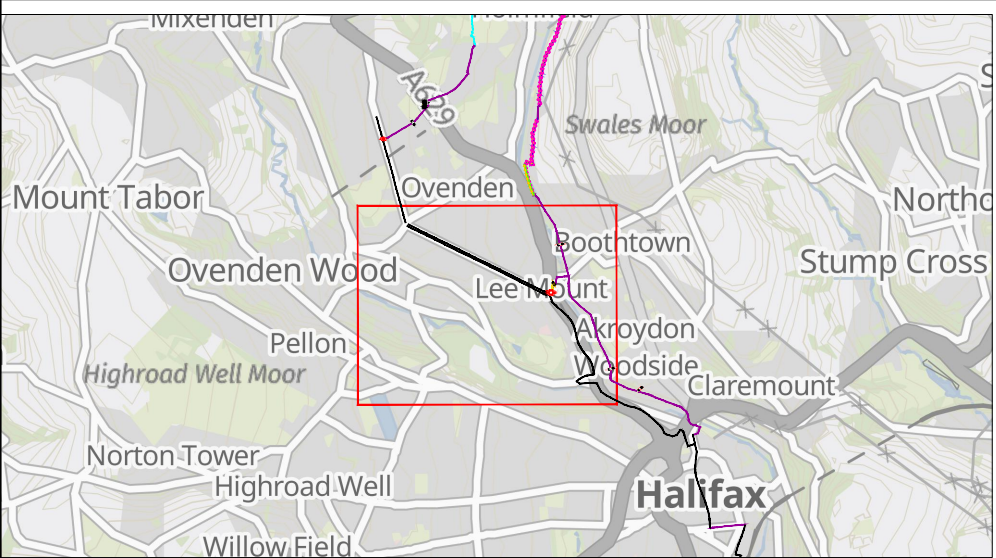 Mixenden
Holmfield
A629
Swales Moor
Mount Tabor
Ovenden
Northo
Boothtown
Ovenden Wood
Stump Cross
Lee Mount
Akroydon
Pellon
Woodside
Highroad Well Moor
Claremount
Norton Tower
Highroad Well
Halifax
Willow Field